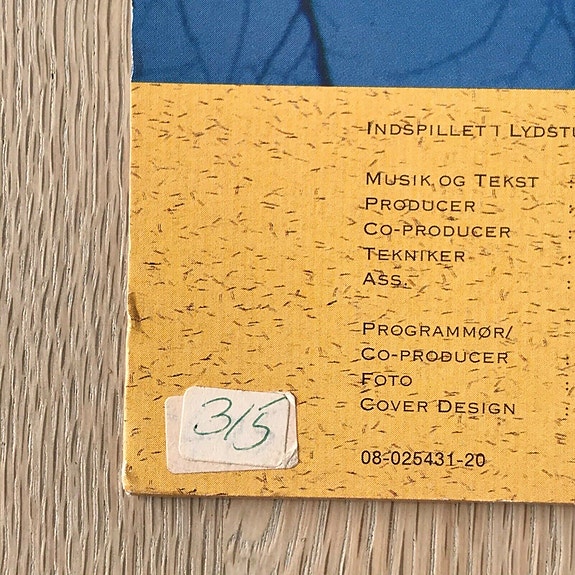 INDSPILLET I LYDSTU
MUSIK OG TEKST :
PRODUCER :
CO-PRODUCER :
TEKNIKER :
ASS. :
PROGRAMMØR/
CO-PRODUCER :
FOTO :
COVER DESIGN :
3/5
08-025431-20